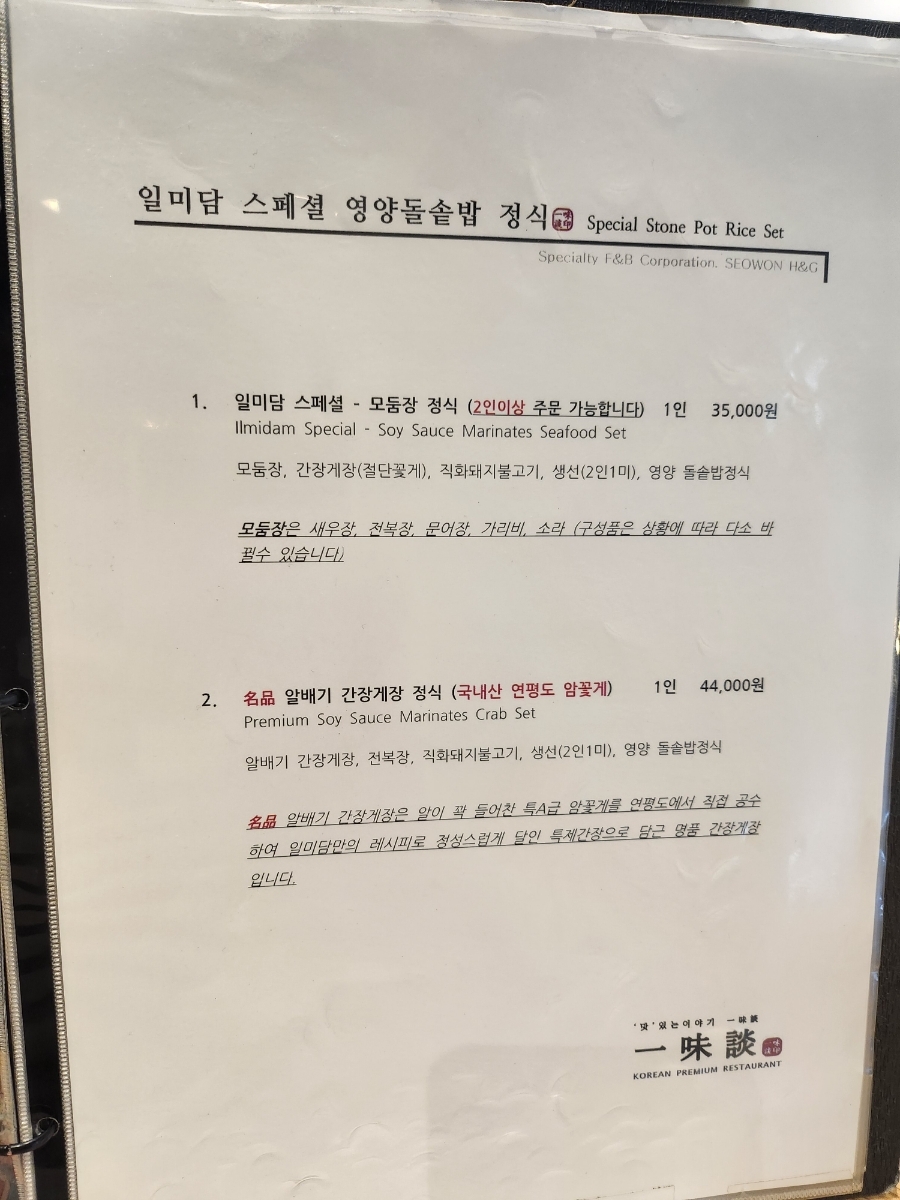 일미담 스페셜 영양돌솥밥 정식 Special Stone Pot Rice Set
Specialty F&B Corporation. SEOWON H&G
1. 일미담 스페셜 - 모둠장 정식 (2인이상 주문 가능합니다) 1인 35,000원
Ilmidam Special - Soy Sauce Marinates Seafood Set
모둠장, 간장게장(절단꽃게), 직화돼지불고기, 생선(2인1미), 영양 돌솥밥정식
모둠장은 새우장, 전복장, 문어장, 가리비, 소라 (구성품은 상황에 따라 다소 바
뀔수 있습니다)
2. 名品 알배기 간장게장 정식 (국내산 연평도 암꽃게) 1인 44,000원
Premium Soy Sauce Marinates Crab Set
알배기 간장게장, 전복장, 직화돼지불고기, 생선(2인1미), 영양 돌솥밥정식
名品 알배기 간장게장은 알이 꽉 들어찬 특A급 암꽃게를 연평도에서 직접 공수
하여 일미담만의 레시피로 정성스럽게 달인 특제간장으로 담근 명품 간장게장
입니다.
'맛'있는이야기 一味談
一味談
KOREAN PREMIUM RESTAURANT